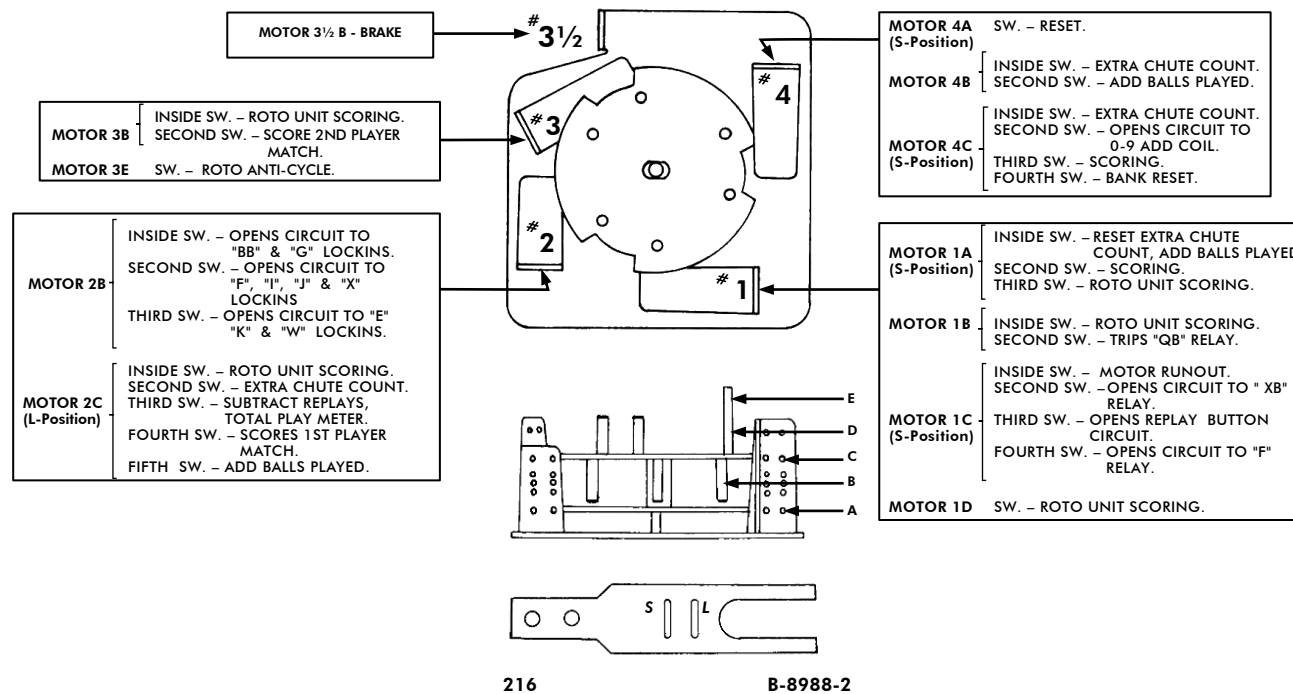 MOTOR 3½ B - BRAKE
# 3½
MOTOR 3B
INSIDE SW. – ROTO UNIT SCORING.
SECOND SW. – SCORE 2ND PLAYER
MATCH.
MOTOR 3E SW. – ROTO ANTI-CYCLE.
MOTOR 2B
INSIDE SW. – OPENS CIRCUIT TO
"BB" & "G" LOCKINS.
SECOND SW. – OPENS CIRCUIT TO
"F", "I", "J" & "X"
LOCKINS
THIRD SW. – OPENS CIRCUIT TO "E"
"K" & "W" LOCKINS.
MOTOR 2C
(L-Position)
INSIDE SW. – ROTO UNIT SCORING.
SECOND SW. – EXTRA CHUTE COUNT.
THIRD SW. – SUBTRACT REPLAYS,
TOTAL PLAY METER.
FOURTH SW. – SCORES 1ST PLAYER
MATCH.
FIFTH SW. – ADD BALLS PLAYED.
# 3
# 4
# 2
# 1
MOTOR 4A SW. – RESET.
(S-Position)
MOTOR 4B
INSIDE SW. – EXTRA CHUTE COUNT.
SECOND SW. – ADD BALLS PLAYED.
MOTOR 4C
(S-Position)
INSIDE SW. – EXTRA CHUTE COUNT.
SECOND SW. – OPENS CIRCUIT TO
0-9 ADD COIL.
THIRD SW. – SCORING.
FOURTH SW. – BANK RESET.
MOTOR 1A
(S-Position)
INSIDE SW. – RESET EXTRA CHUTE
COUNT, ADD BALLS PLAYED
SECOND SW. – SCORING.
THIRD SW. – ROTO UNIT SCORING.
MOTOR 1B
INSIDE SW. – ROTO UNIT SCORING.
SECOND SW. – TRIPS "QB" RELAY.
MOTOR 1C
(S-Position)
INSIDE SW. – MOTOR RUNOUT.
SECOND SW. – OPENS CIRCUIT TO " XB"
RELAY.
THIRD SW. – OPENS REPLAY BUTTON
CIRCUIT.
FOURTH SW. – OPENS CIRCUIT TO "F"
RELAY.
MOTOR 1D SW. – ROTO UNIT SCORING.
E
D
C
B
A
S L
216 B-8988-2